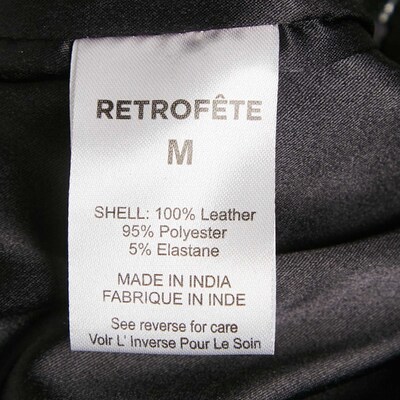 RETROFÊTE
M
SHELL: 100% Leather
95% Polyester
5% Elastane
MADE IN INDIA
FABRIQUE IN INDE
See reverse for care
Voir L' Inverse Pour Le Soin